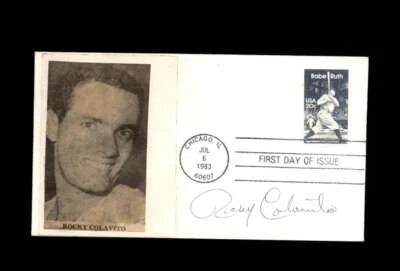 Babe Ruth
USA
20c
CHICAGO, IL
JUL
6
1983
60607
FIRST DAY OF ISSUE
Rocky Colavito
ROCKY COLAVITO